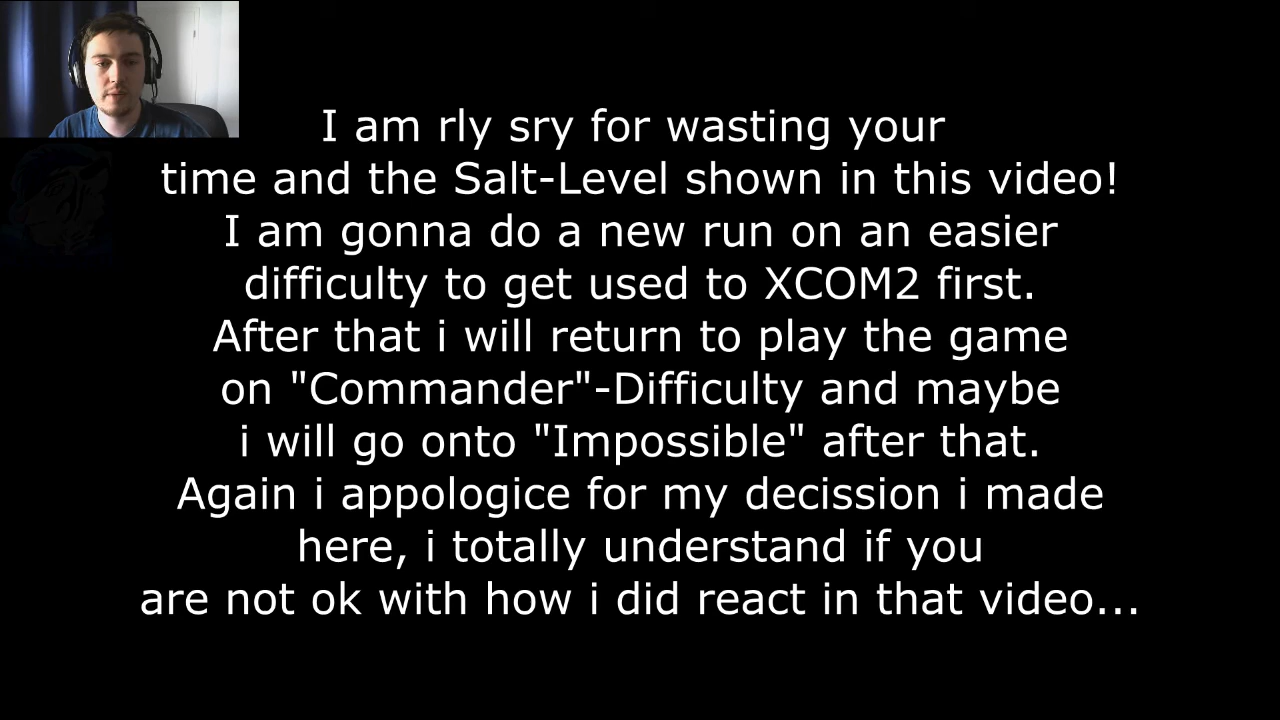 I am rly sry for wasting your
time and the Salt-Level shown in this video!
I am gonna do a new run on an easier
difficulty to get used to XCOM2 first.
After that i will return to play the game
on "Commander"-Difficulty and maybe
i will go onto "Impossible" after that.
Again i appologice for my decission i made
here, i totally understand if you
are not ok with how i did react in that video...